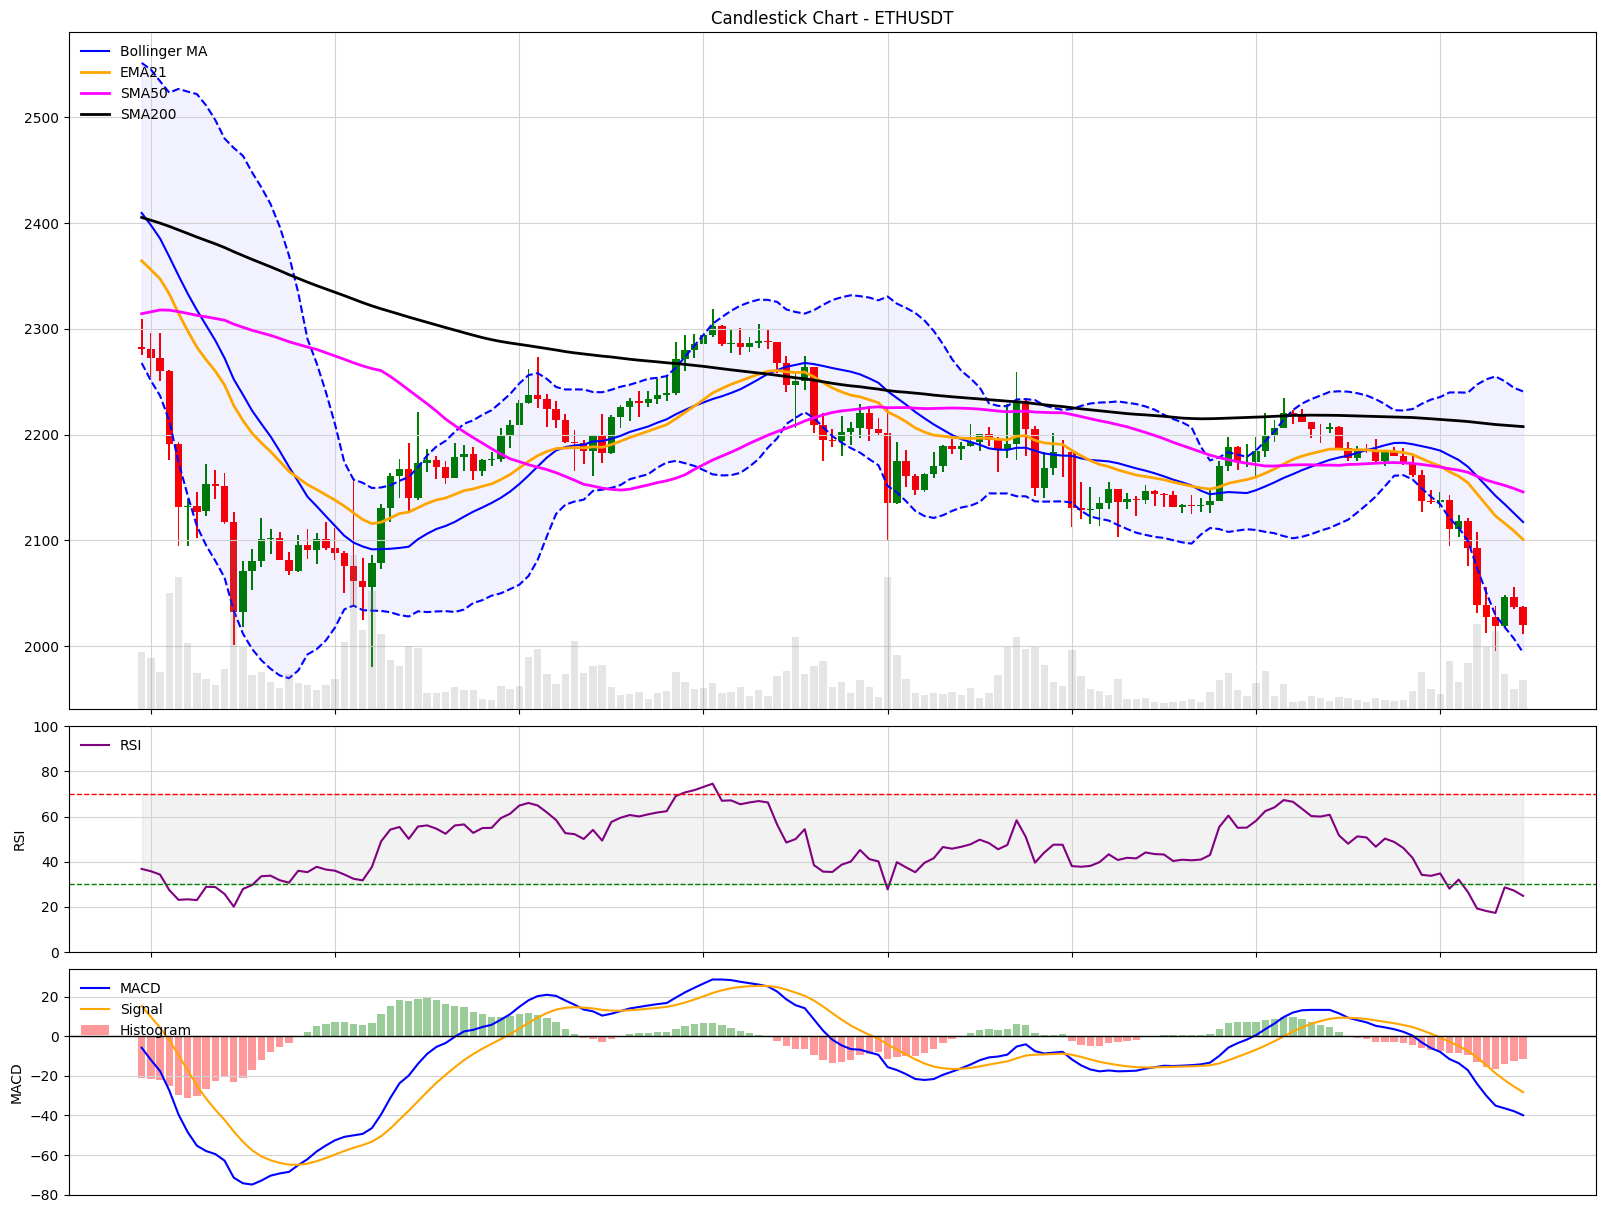 Candlestick Chart - ETHUSDT
Bollinger MA
EMA21
SMA50
SMA200
2500
2400
2300
2200
2100
2000
RSI
100
80
60
40
20
0
RSI
MACD
Signal
Histogram
20
0
−20
−40
−60
−80
MACD